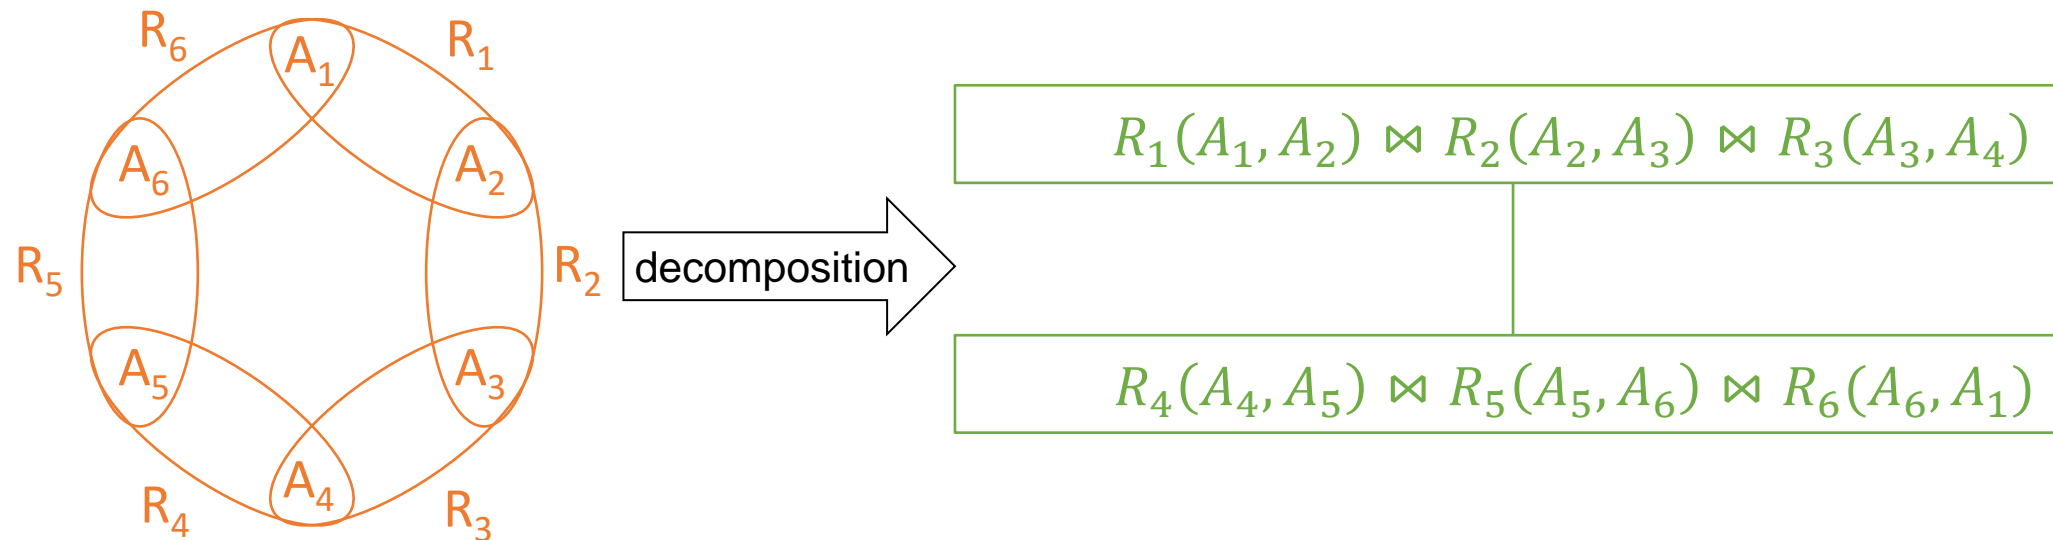 R₆
R₁
A₁
A₆
A₂
R₅
R₂
A₅
A₃
R₄
A₄
R₃
decomposition
R₁(A₁, A₂) ⋈ R₂(A₂, A₃) ⋈ R₃(A₃, A₄)
R₄(A₄, A₅) ⋈ R₅(A₅, A₆) ⋈ R₆(A₆, A₁)